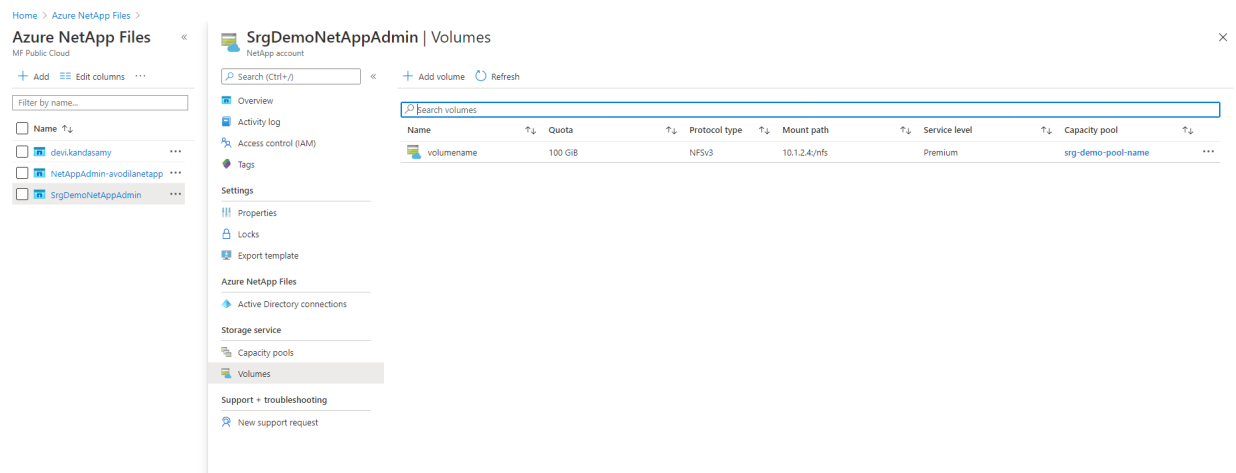 Home > Azure NetApp Files >
Azure NetApp Files «
MF Public Cloud
+ Add Edit columns ...
Filter by name...
Name ↑↓
devi.kandasamy ...
NetAppAdmin-avodilanetapp ...
SrgDemoNetAppAdmin ...
SrgDemoNetAppAdmin | Volumes
NetApp account
Search (Ctrl+/) «
Overview
Activity log
Access control (IAM)
Tags
Settings
Properties
Locks
Export template
Azure NetApp Files
Active Directory connections
Storage service
Capacity pools
Volumes
Support + troubleshooting
New support request
+ Add volume Refresh
Search volumes
Name ↑↓ Quota ↑↓ Protocol type ↑↓ Mount path ↑↓ Service level ↑↓ Capacity pool ↑↓
volumename 100 GiB NFSv3 10.1.2.4:/nfs Premium srg-demo-pool-name ...